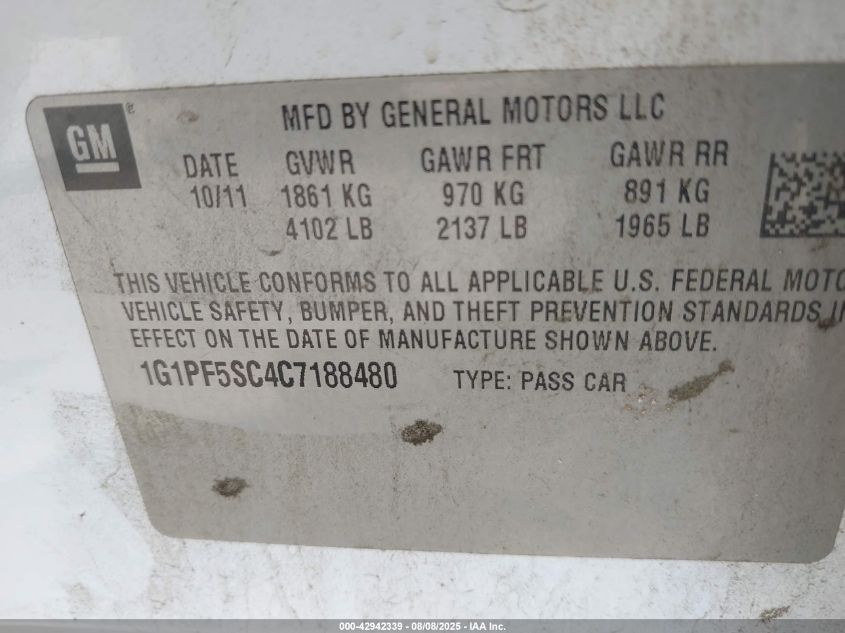 GM ®
MFD BY GENERAL MOTORS LLC
DATE GVWR GAWR FRT GAWR RR
10/11 1861 KG 970 KG 891 KG
4102 LB 2137 LB 1965 LB
THIS VEHICLE CONFORMS TO ALL APPLICABLE U.S. FEDERAL MOTO
VEHICLE SAFETY, BUMPER, AND THEFT PREVENTION STANDARDS IN
EFFECT ON THE DATE OF MANUFACTURE SHOWN ABOVE.
1G1PF5SC4C7188480 TYPE: PASS CAR
000-42942339 - 08/08/2025 - IAA Inc.